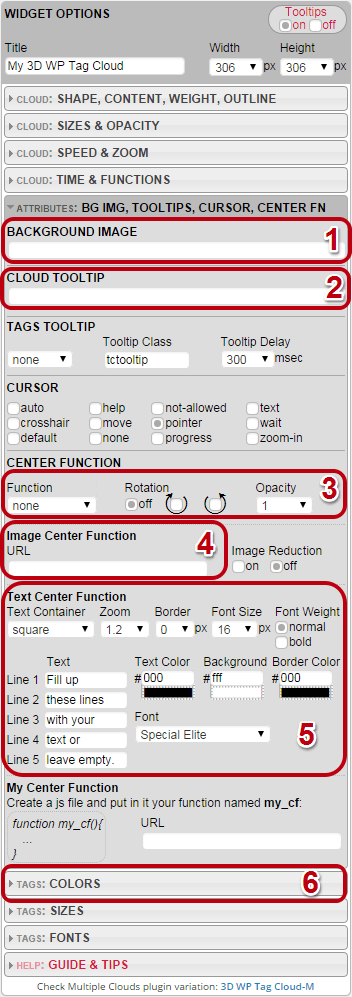 WIDGET OPTIONS
Tooltips
on off
Title
Width
Height
My 3D WP Tag Cloud
306 px
306 px
CLOUD: SHAPE, CONTENT, WEIGHT, OUTLINE
CLOUD: SIZES & OPACITY
CLOUD: SPEED & ZOOM
CLOUD: TIME & FUNCTIONS
ATTRIBUTES: BG IMG, TOOLTIPS, CURSOR, CENTER FN
BACKGROUND IMAGE
1
CLOUD TOOLTIP
2
TAGS TOOLTIP
Tooltip Class
Tooltip Delay
none
tctooltip
300 msec
CURSOR
auto help not-allowed text
crosshair move pointer wait
default none progress zoom-in
CENTER FUNCTION
Function
Rotation
Opacity
none
off
1
3
Image Center Function
4
URL
Image Reduction
on off
Text Center Function
Text Container Zoom Border Font Size Font Weight
square 1.2 0 px 16 px normal
bold
Text Text Color Background Border Color
Line 1 Fill up #000 #fff #000
Line 2 these lines
Line 3 with your Font
Line 4 text or Special Elite
Line 5 leave empty.
5
My Center Function
Create a js file and put in it your function named my_cf:
function my_cf(){
...
}
URL
TAGS: COLORS
6
TAGS: SIZES
TAGS: FONTS
HELP: GUIDE & TIPS
Check Multiple Clouds plugin variation: 3D WP Tag Cloud-M